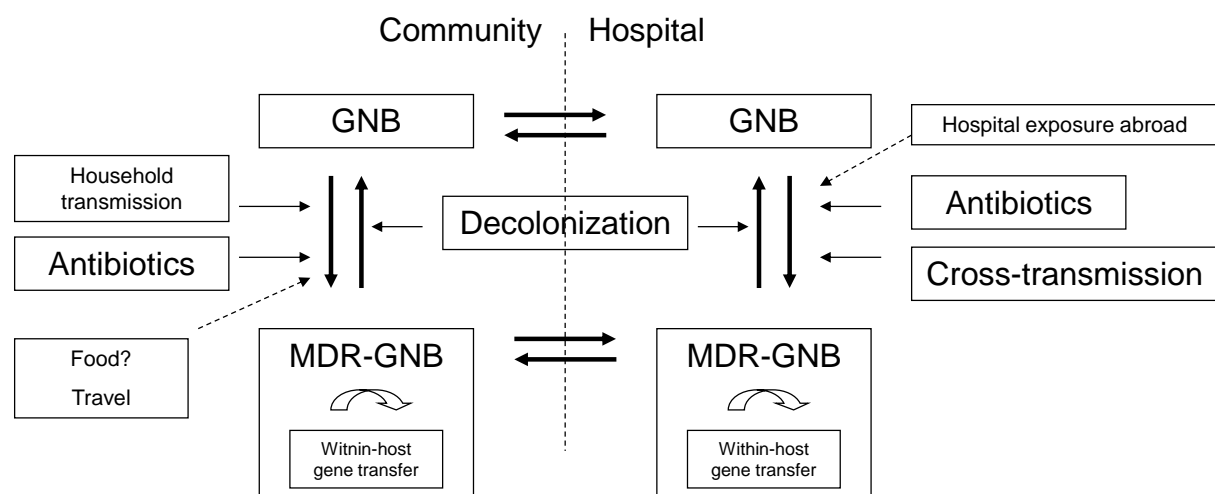 Community Hospital
GNB
GNB
Hospital exposure abroad
Household
transmission
Antibiotics
Decolonization
Antibiotics
Cross-transmission
Food?
Travel
MDR-GNB
Witnin-host
gene transfer
MDR-GNB
Within-host
gene transfer